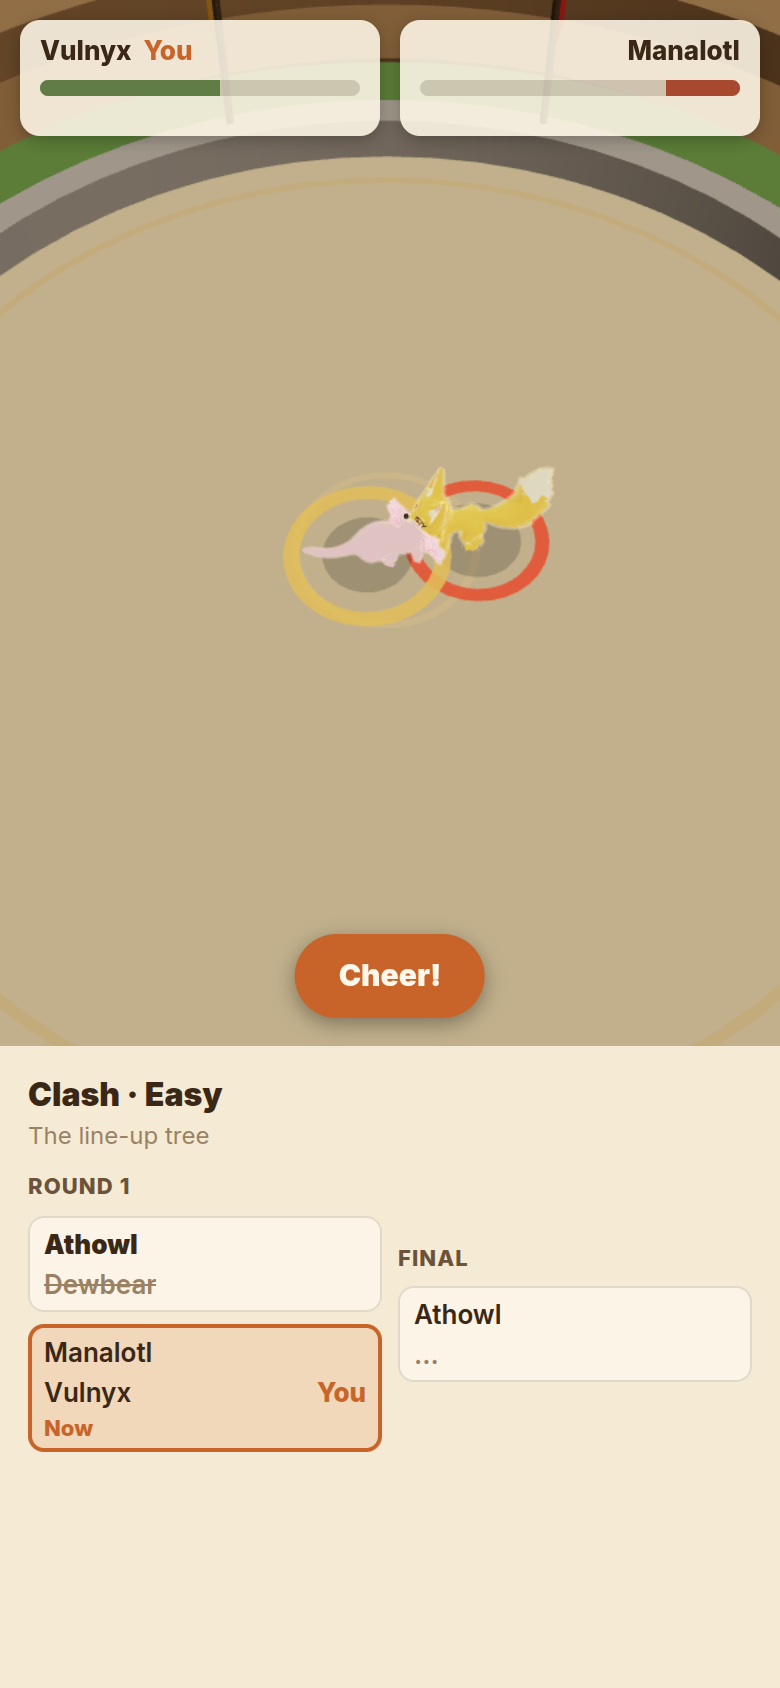 Vulnyx You
Manalotl
Cheer!
Clash · Easy
The line-up tree
ROUND 1
Athowl
Dewbear
Manalotl
Vulnyx You
Now
FINAL
Athowl
...